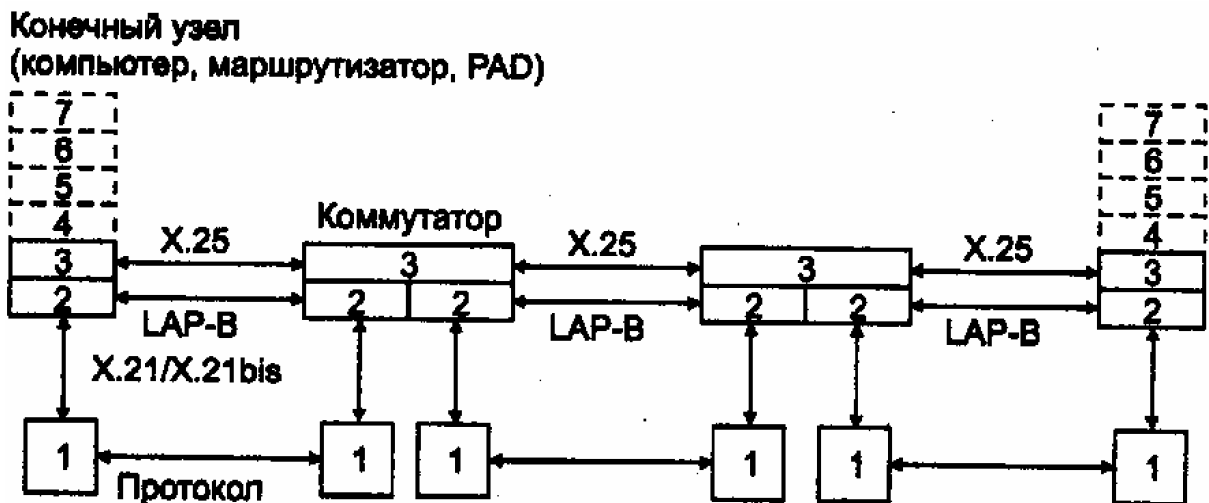 Конечный узел
(компьютер, маршрутизатор, PAD)
7
7
6
6
5
5
4
Коммутатор
4
X.25
X.25
X.25
3
3
3
3
2
2
2
2
2
2
LAP-B
LAP-B
LAP-B
X.21/X.21bis
1
1
1
1
1
1
Протокол